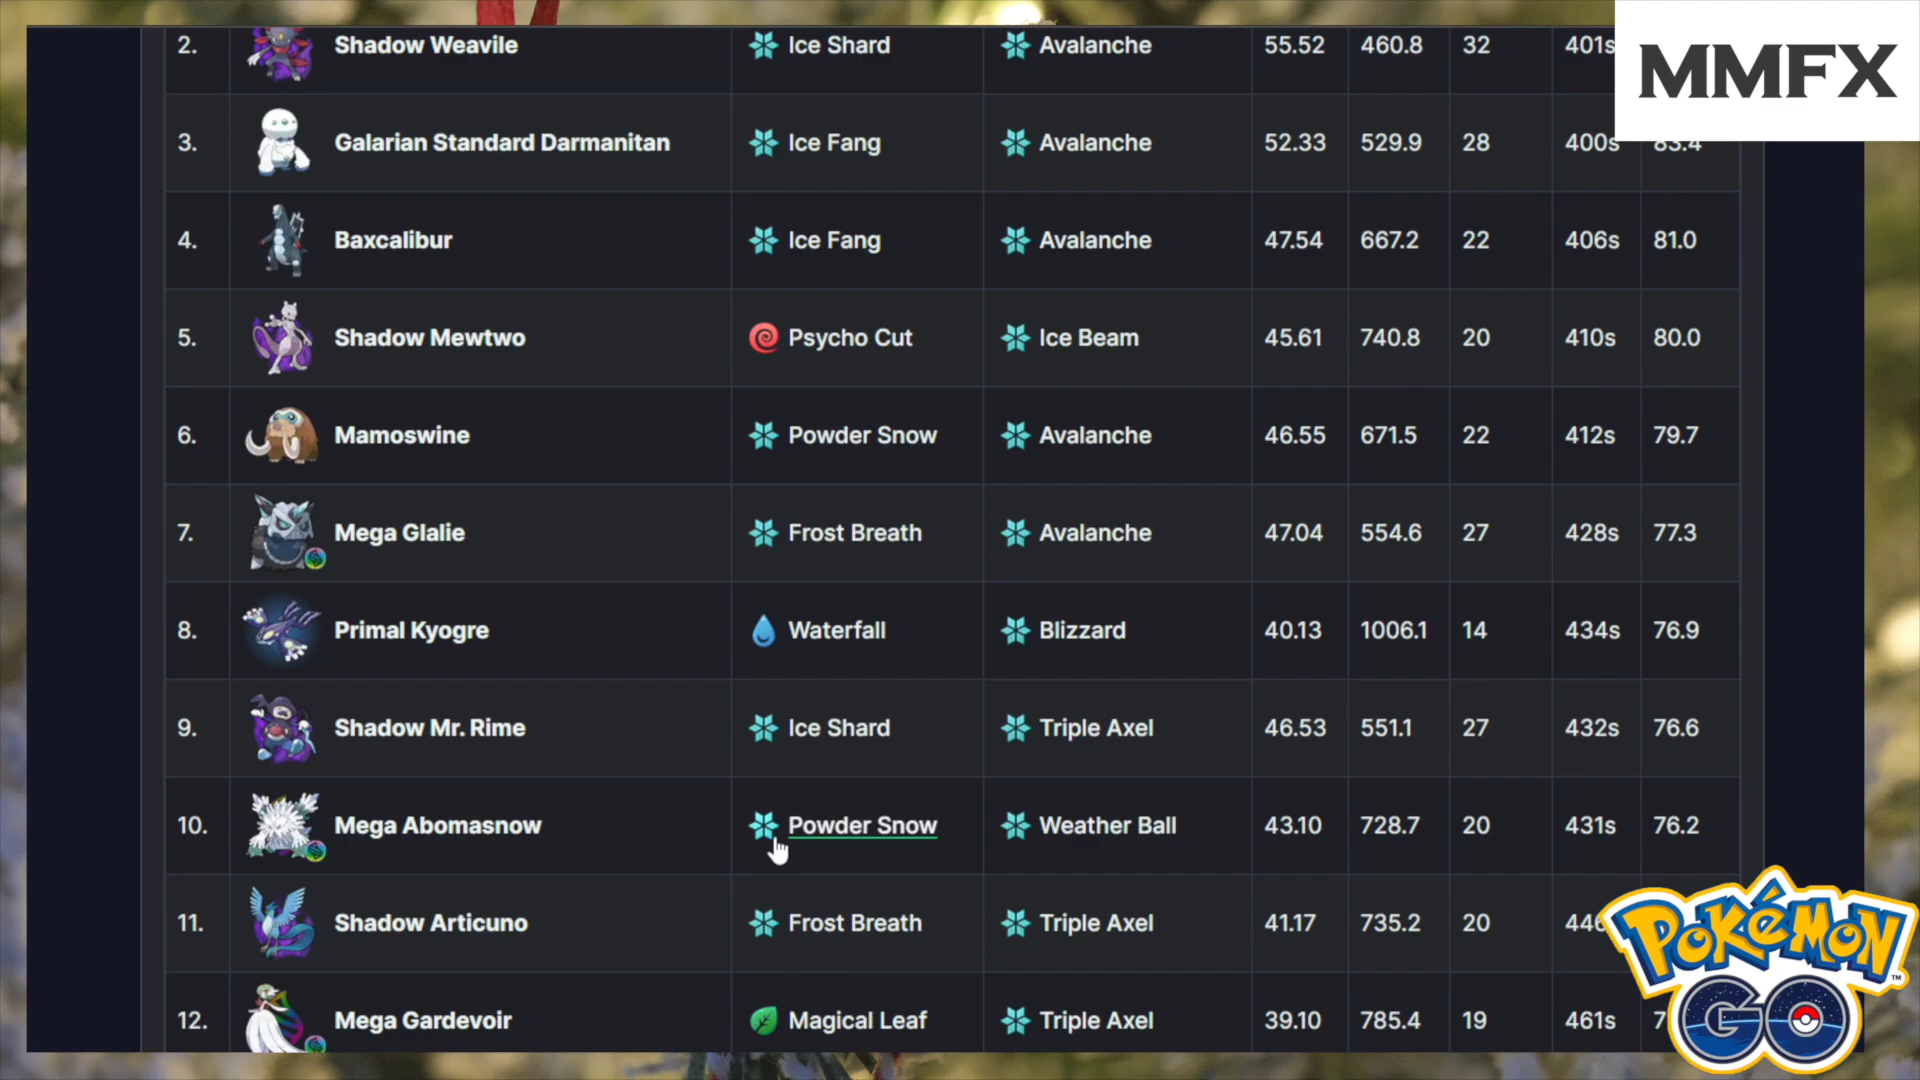 2. Shadow Weavile Ice Shard Avalanche 55.52 460.8 32 401s
MMFX
3. Galarian Standard Darmanitan Ice Fang Avalanche 52.33 529.9 28 400s 83.4
4. Baxcalibur Ice Fang Avalanche 47.54 667.2 22 406s 81.0
5. Shadow Mewtwo Psycho Cut Ice Beam 45.61 740.8 20 410s 80.0
6. Mamoswine Powder Snow Avalanche 46.55 671.5 22 412s 79.7
7. Mega Glalie Frost Breath Avalanche 47.04 554.6 27 428s 77.3
8. Primal Kyogre Waterfall Blizzard 40.13 1006.1 14 434s 76.9
9. Shadow Mr. Rime Ice Shard Triple Axel 46.53 551.1 27 432s 76.6
10. Mega Abomasnow Powder Snow Weather Ball 43.10 728.7 20 431s 76.2
11. Shadow Articuno Frost Breath Triple Axel 41.17 735.2 20
12. Mega Gardevoir Magical Leaf Triple Axel 39.10 785.4 19 461s
POKéMON
GO